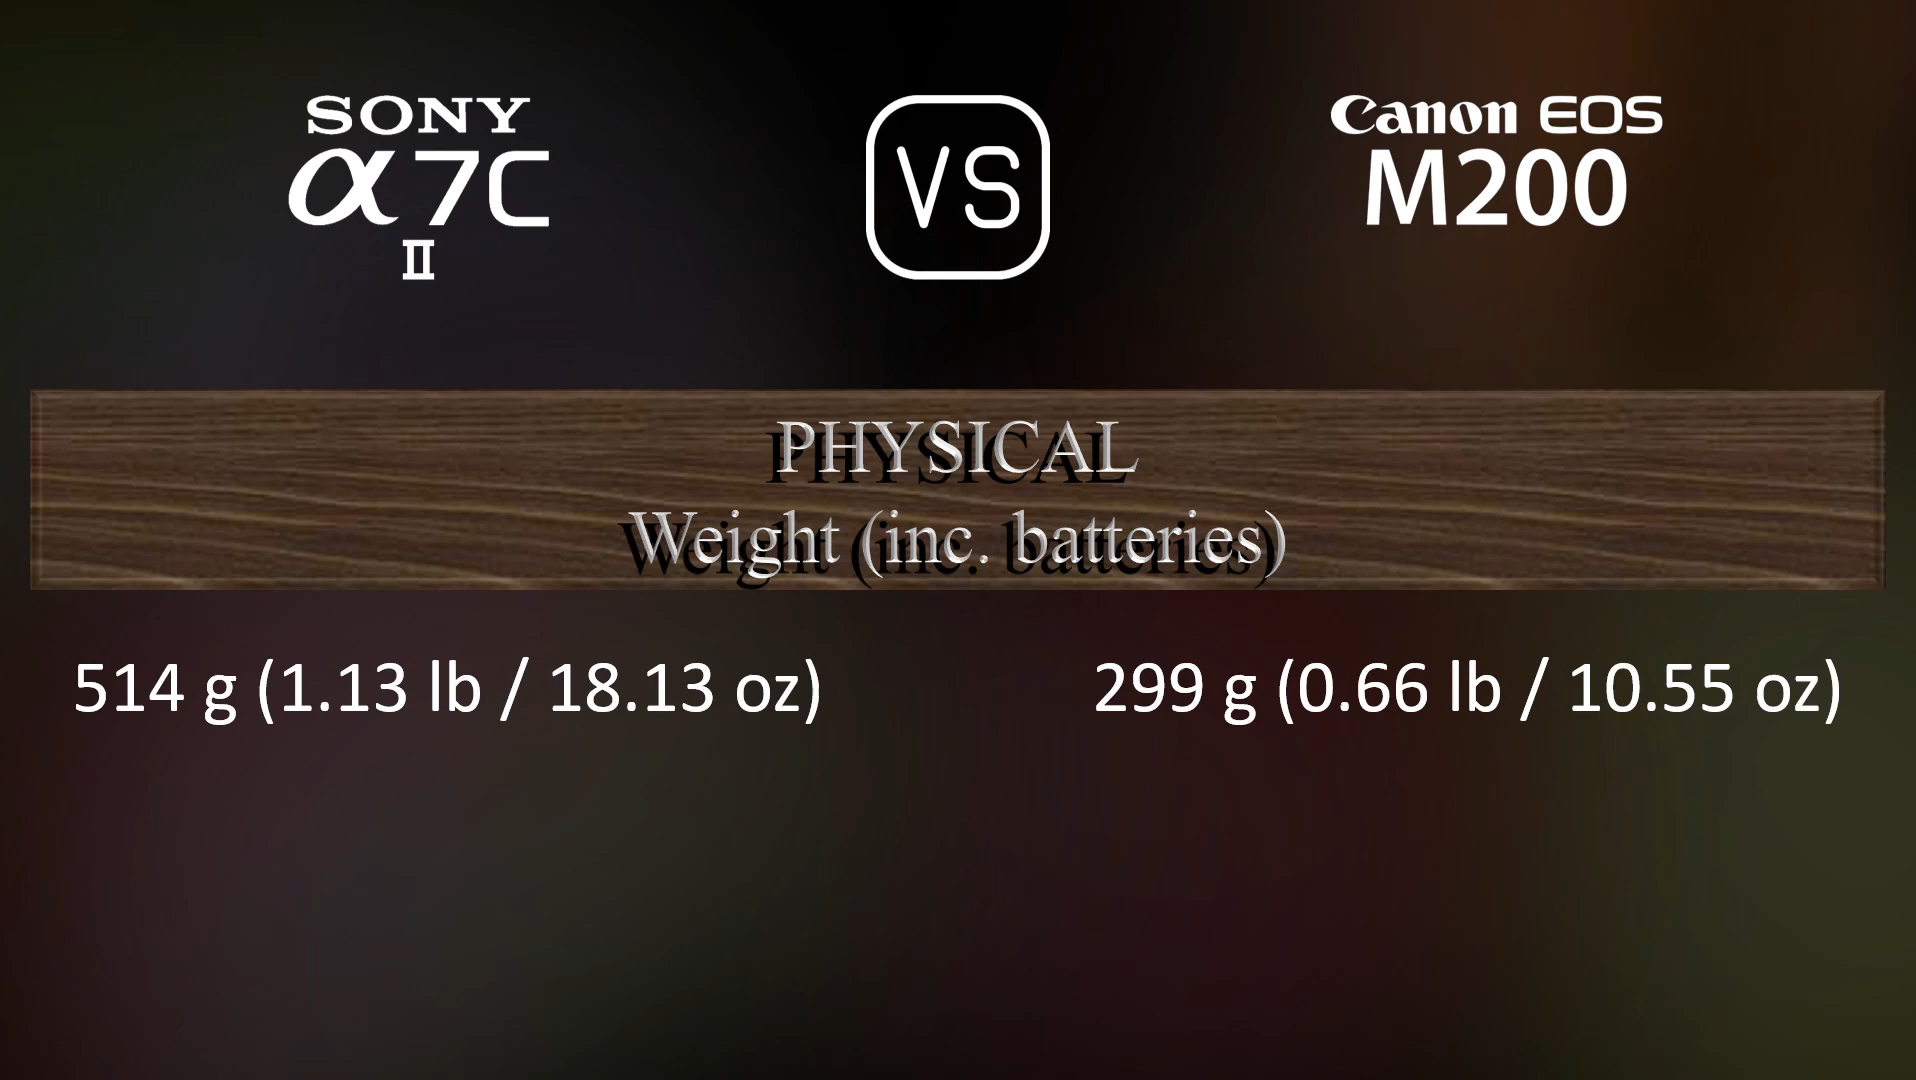 SONY
α7C
II
VS
Canon EOS
M200
PHYSICAL
Weight (inc. batteries)
514 g (1.13 lb / 18.13 oz)
299 g (0.66 lb / 10.55 oz)